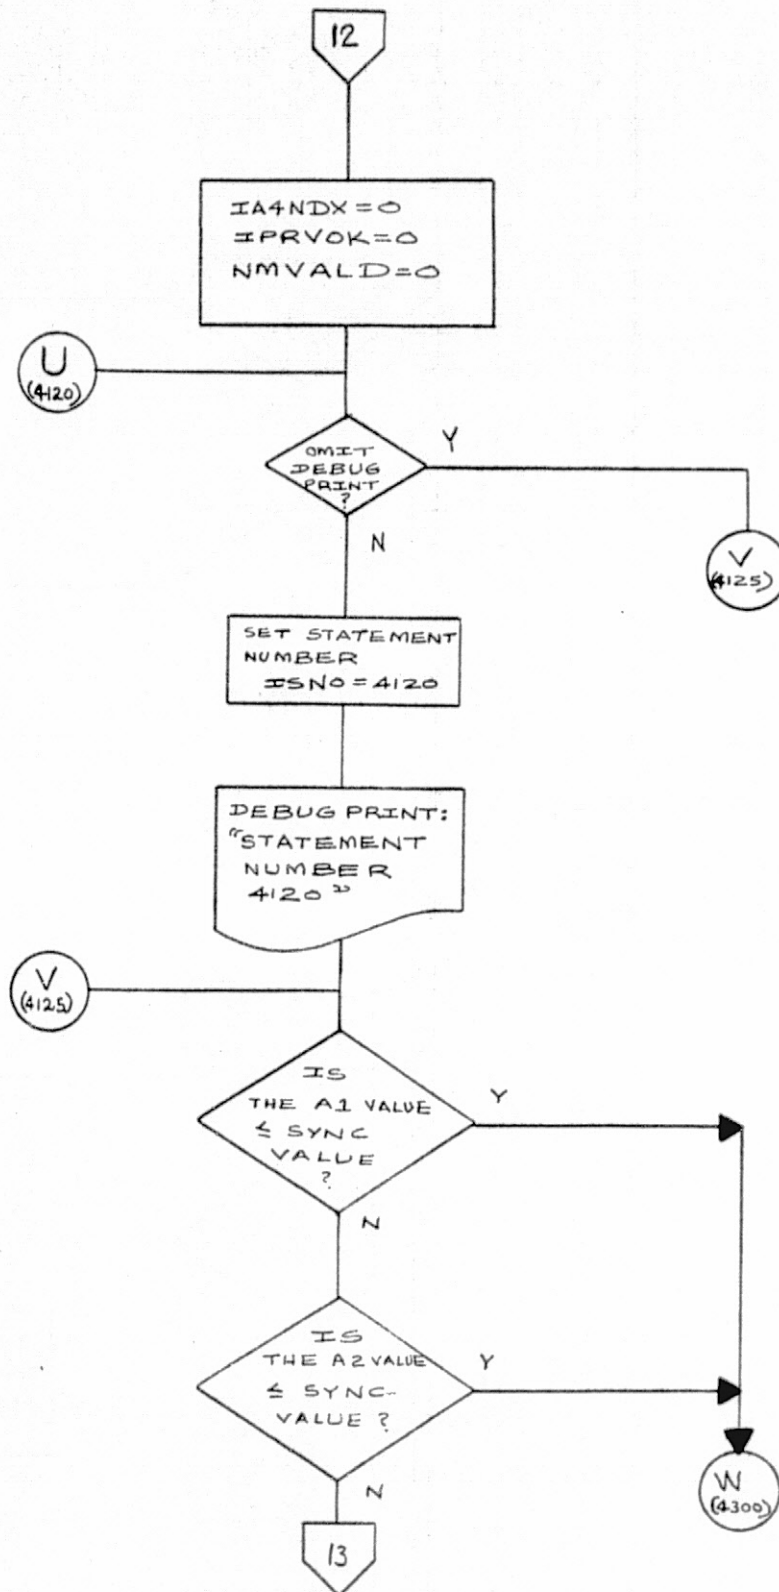 12
IA4NDX=0
IPRVOK=0
NMVALD=0
U
(4120)
OMIT
DEBUG
PRINT
?
Y
N
V
(4125)
SET STATEMENT
NUMBER
ISNO=4120
DEBUG PRINT:
"STATEMENT
NUMBER
4120"
V
(4125)
IS
THE A1 VALUE
≤ SYNC
VALUE
?
Y
N
IS
THE A2 VALUE
≤ SYNC-
VALUE ?
Y
N
W
(4300)
13